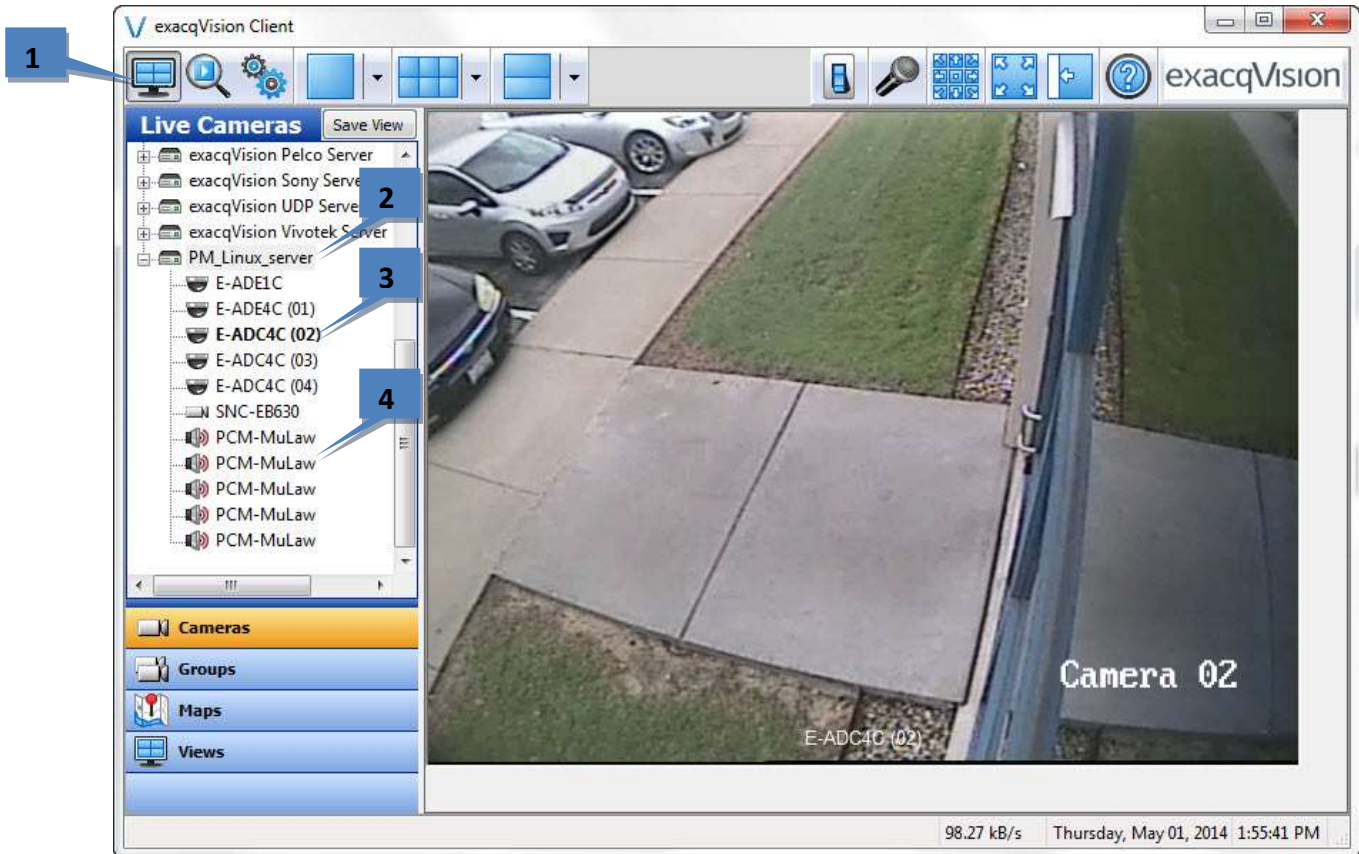 exacqVision Client
1
exacqVision
Live Cameras
Save View
exacqVision Pelco Server
exacqVision Sony Serve
exacqVision UDP Serve
2
exacqVision Vivotek Server
PM_Linux_server
E-ADE1C
3
E-ADE4C (01)
E-ADC4C (02)
E-ADC4C (03)
E-ADC4C (04)
4
SNC-EB630
PCM-MuLaw
PCM-MuLaw
PCM-MuLaw
PCM-MuLaw
PCM-MuLaw
Cameras
Groups
Maps
Views
Camera 02
E-ADC4C (02)
98.27 kB/s
Thursday, May 01, 2014
1:55:41 PM